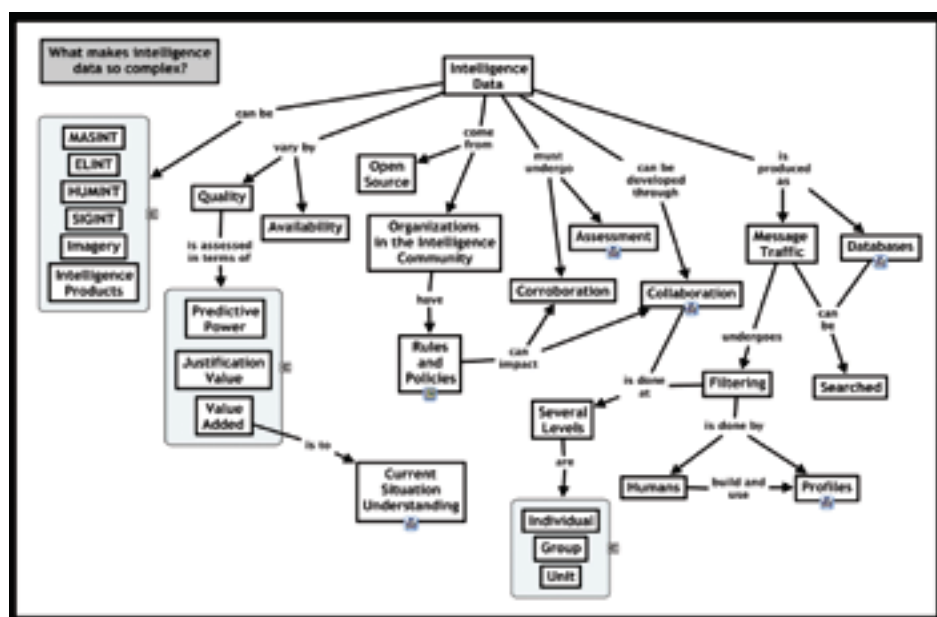 What makes intelligence
data so complex?
Intelligence
Data
can be
MASINT
ELINT
HUMINT
SIGINT
Imagery
Intelligence
Products
vary by
Quality
Availability
is assessed
in terms of
Predictive
Power
Justification
Value
Value
Added
is to
Current
Situation
Understanding
come
from
Open
Source
Organizations
in the Intelligence
Community
have
Rules
and
Policies
can
impact
must
undergo
Assessment
Corroboration
can be
developed
through
Collaboration
is done
at
Several
Levels
are
Individual
Group
Unit
is
produced
as
Message
Traffic
Databases
undergoes
can
be
Filtering
Searched
is done by
Humans
build and
use
Profiles